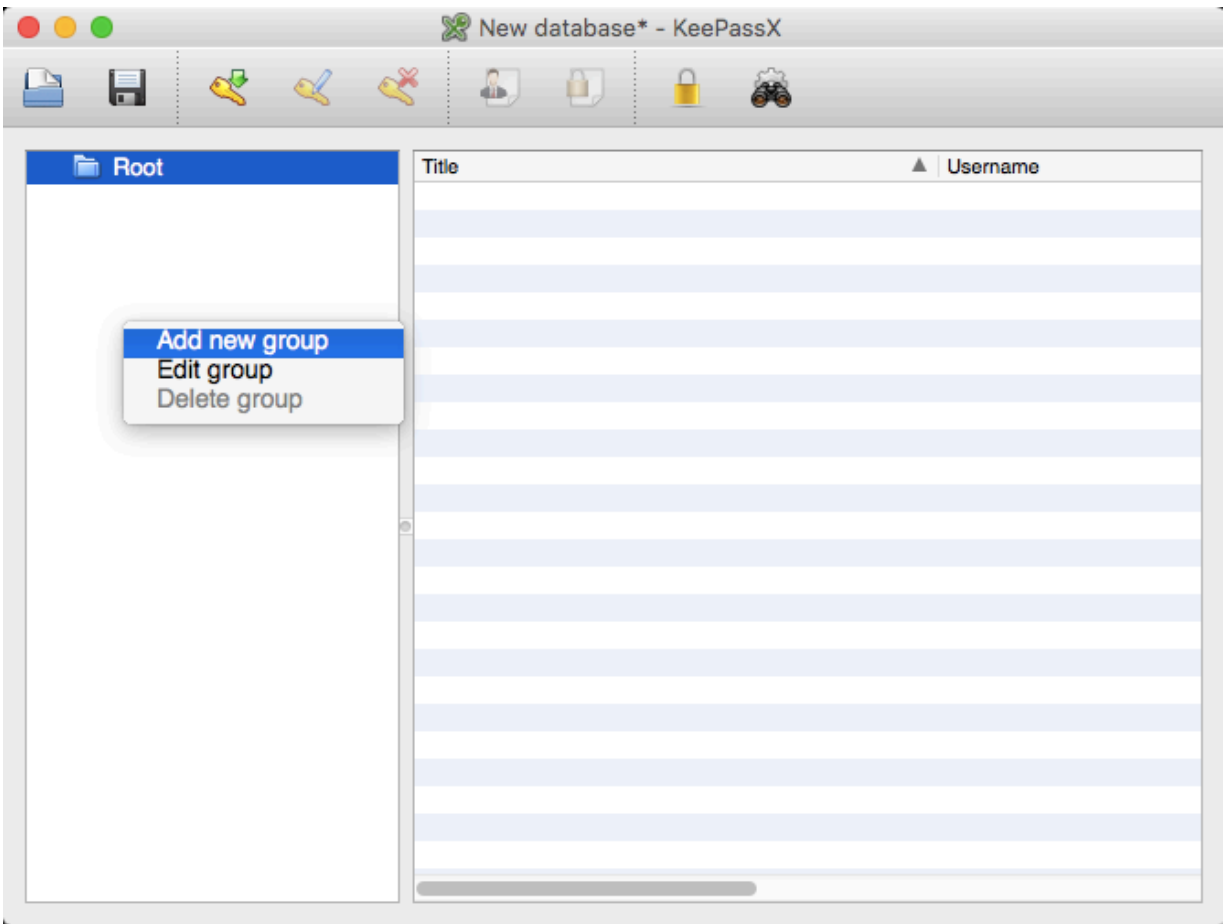 New database* - KeePassX
Root
Title
Username
Add new group
Edit group
Delete group